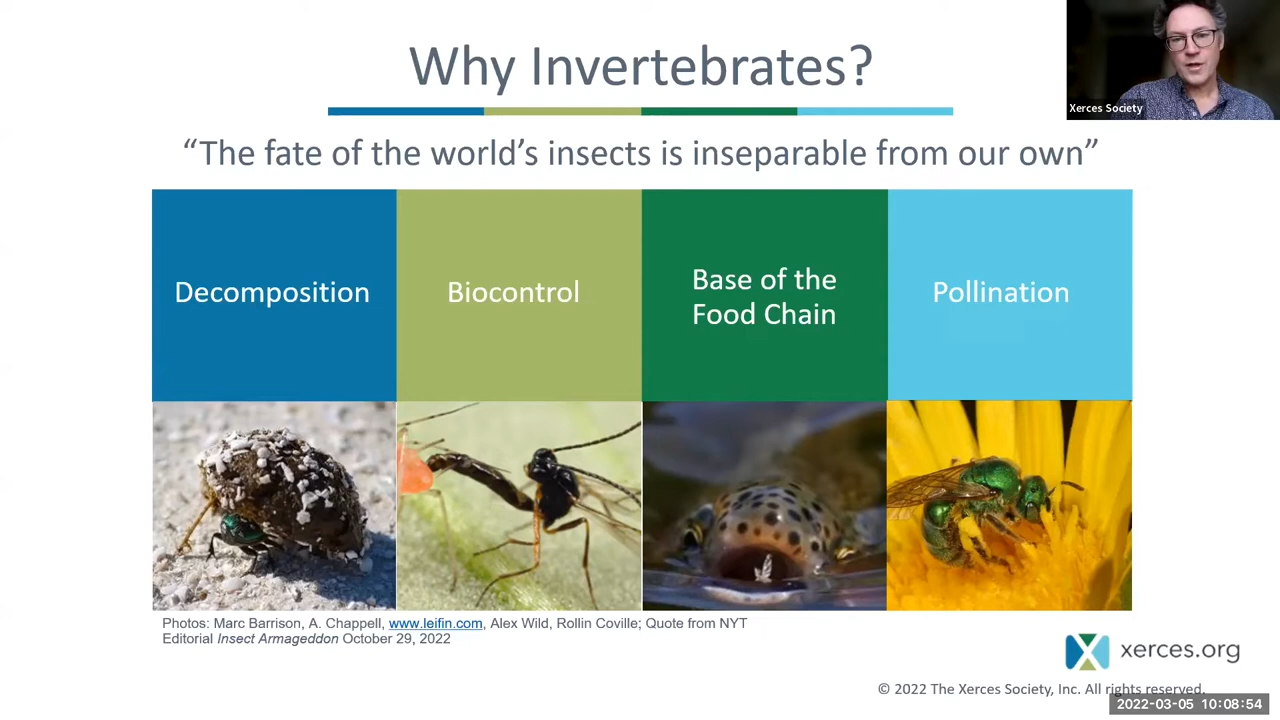 Why Invertebrates?
Xerces Society
“The fate of the world’s insects is inseparable from our own”
Decomposition
Biocontrol
Base of the
Food Chain
Pollination
Photos: Marc Barrison, A. Chappell, www.leifin.com, Alex Wild, Rollin Coville; Quote from NYT
Editorial Insect Armageddon October 29, 2022
xerces.org
© 2022 The Xerces Society, Inc. All rights reserved.
2022-03-05 10:08:54